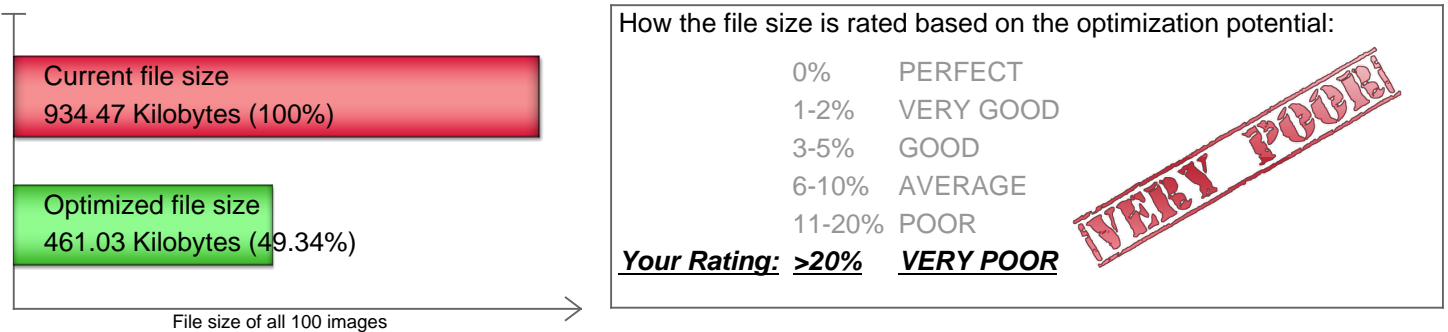 Current file size
934.47 Kilobytes (100%)
Optimized file size
461.03 Kilobytes (49.34%)
File size of all 100 images
How the file size is rated based on the optimization potential:
0% PERFECT
1-2% VERY GOOD
3-5% GOOD
6-10% AVERAGE
11-20% POOR
Your Rating: >20% VERY POOR
VERY POOR